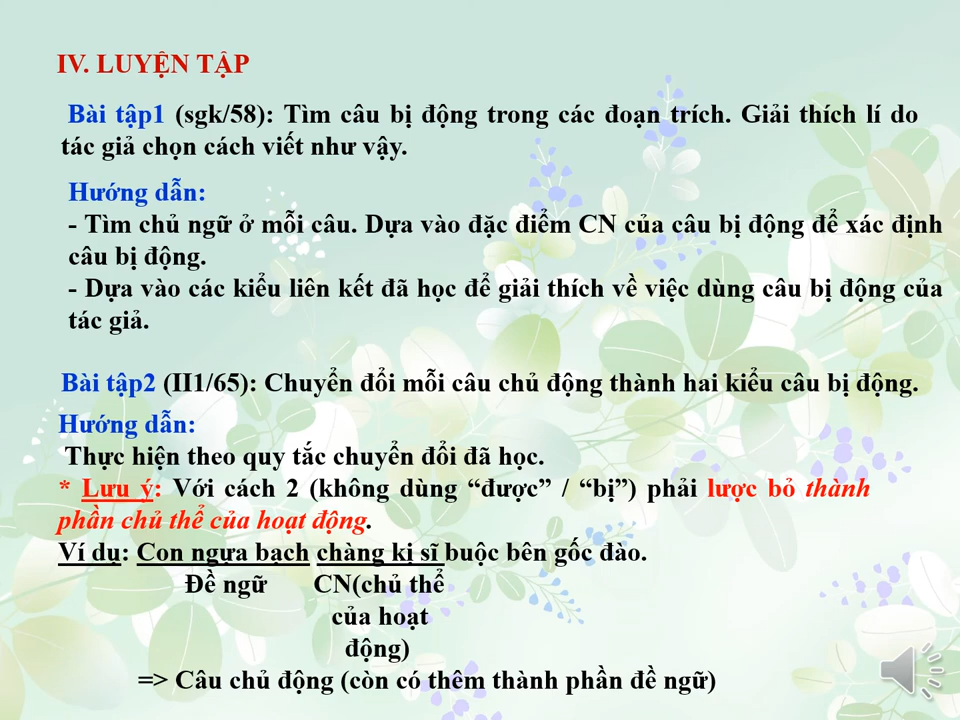 IV. LUYỆN TẬP
Bài tập1 (sgk/58): Tìm câu bị động trong các đoạn trích. Giải thích lí do
tác giả chọn cách viết như vậy.
Hướng dẫn:
- Tìm chủ ngữ ở mỗi câu. Dựa vào đặc điểm CN của câu bị động để xác định
câu bị động.
- Dựa vào các kiểu liên kết đã học để giải thích về việc dùng câu bị động của
tác giả.
Bài tập2 (II1/65): Chuyển đổi mỗi câu chủ động thành hai kiểu câu bị động.
Hướng dẫn:
Thực hiện theo quy tắc chuyển đổi đã học.
* Lưu ý: Với cách 2 (không dùng “được” / “bị”) phải lược bỏ thành
phần chủ thể của hoạt động.
Ví dụ: Con ngựa bạch chàng kị sĩ buộc bên gốc đào.
Đề ngữ CN(chủ thể
của hoạt
động)
=> Câu chủ động (còn có thêm thành phần đề ngữ)